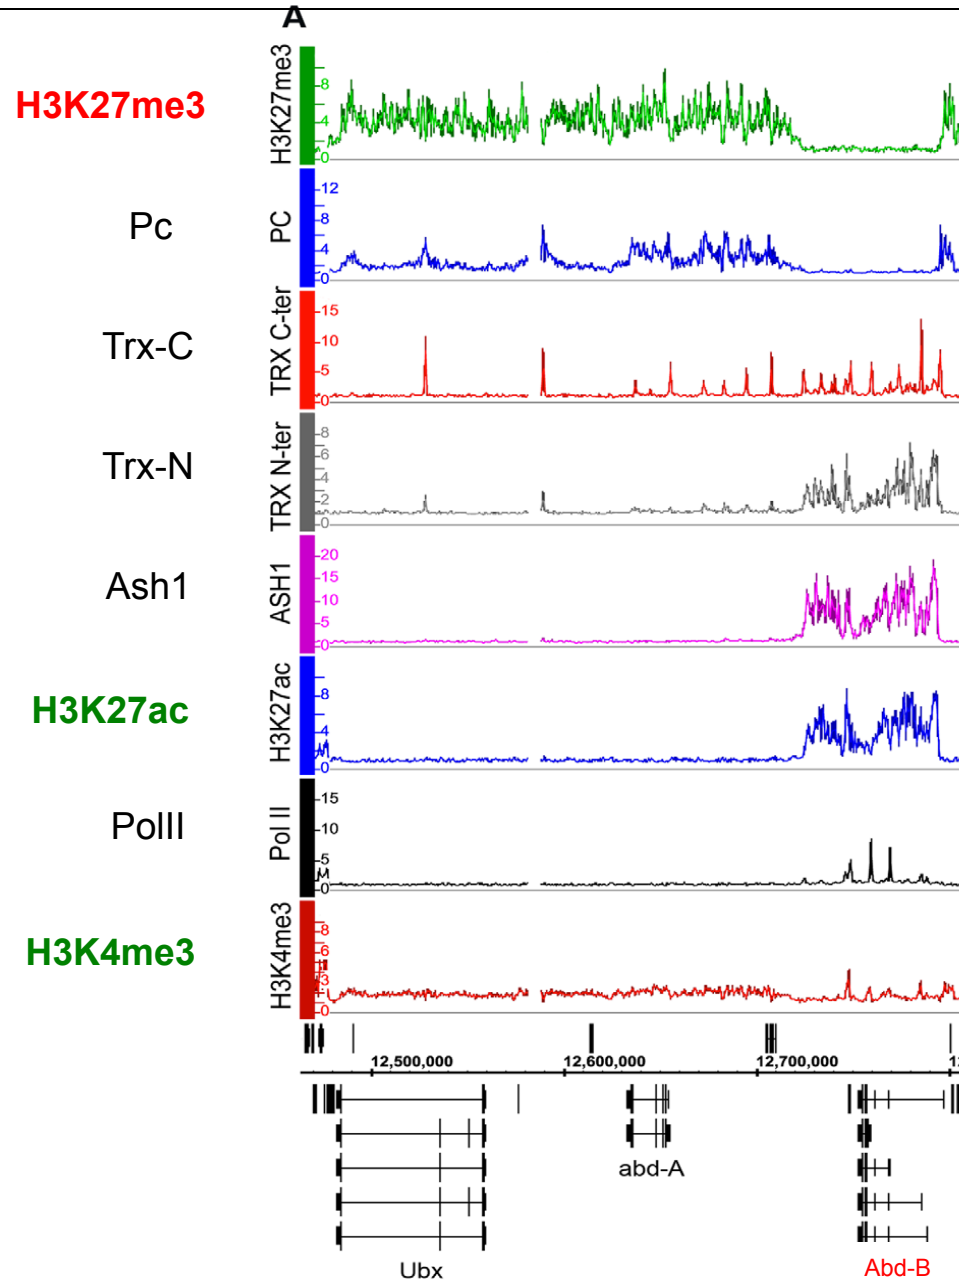 A
H3K27me3
H3K27me3
8
4
0
Pc
PC
12
8
4
0
Trx-C
TRX C-ter
15
10
5
0
Trx-N
TRX N-ter
8
6
4
2
0
Ash1
ASH1
20
15
10
5
0
H3K27ac
H3K27ac
8
4
0
PolII
Pol II
15
10
5
0
H3K4me3
H3K4me3
8
6
3
0
12,500,000 12,600,000 12,700,000
abd-A
Ubx
Abd-B